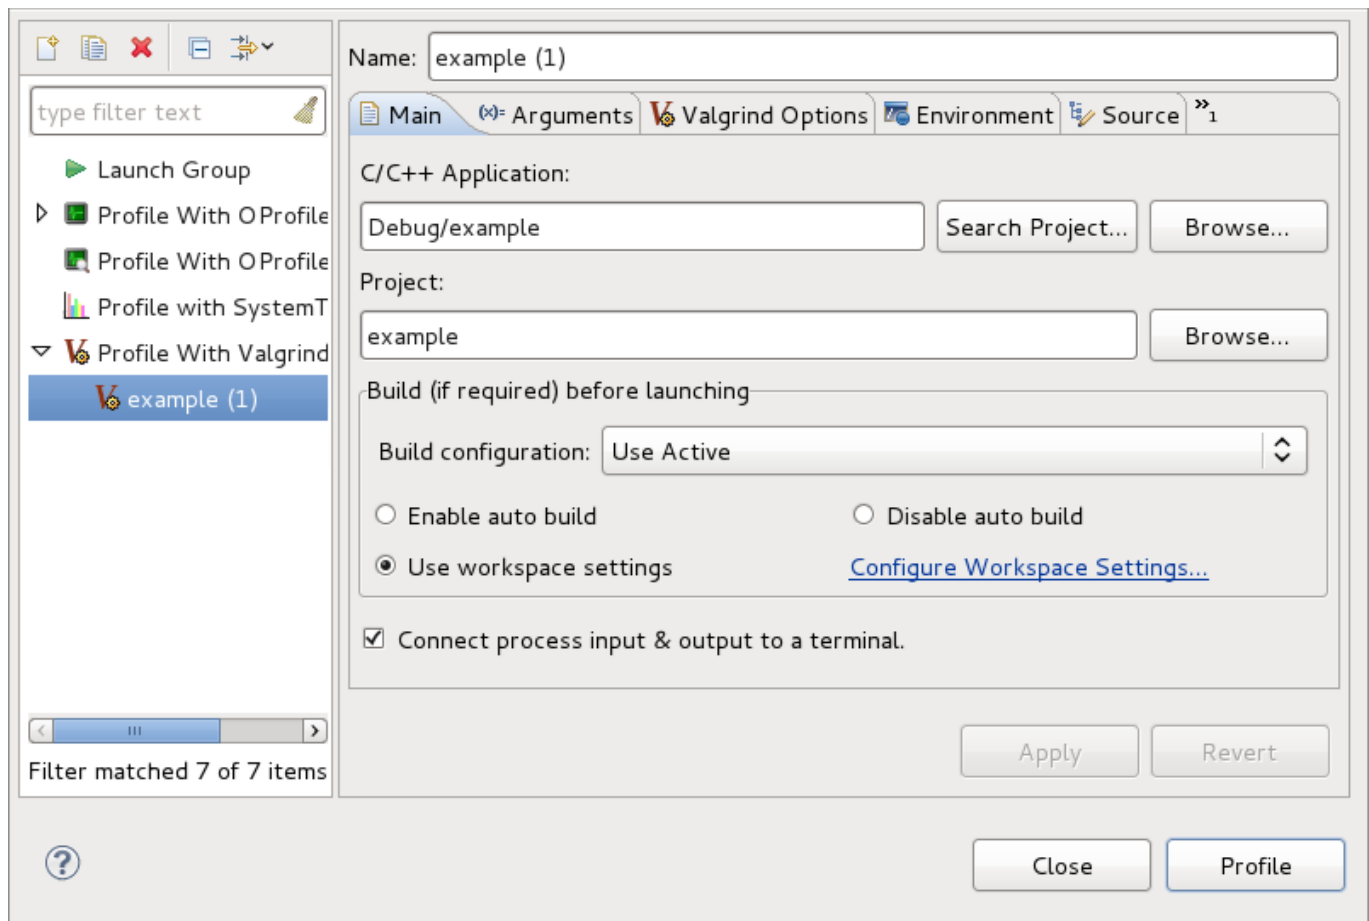 Name: example (1)
type filter text
Main (x)= Arguments Valgrind Options Environment Source »1
Launch Group
Profile With OProfile
Profile With OProfile
Profile with SystemT
Profile With Valgrind
example (1)
Filter matched 7 of 7 items
C/C++ Application:
Debug/example Search Project... Browse...
Project:
example Browse...
Build (if required) before launching
Build configuration: Use Active
Enable auto build Disable auto build
Use workspace settings Configure Workspace Settings...
Connect process input & output to a terminal.
Apply Revert
? Close Profile